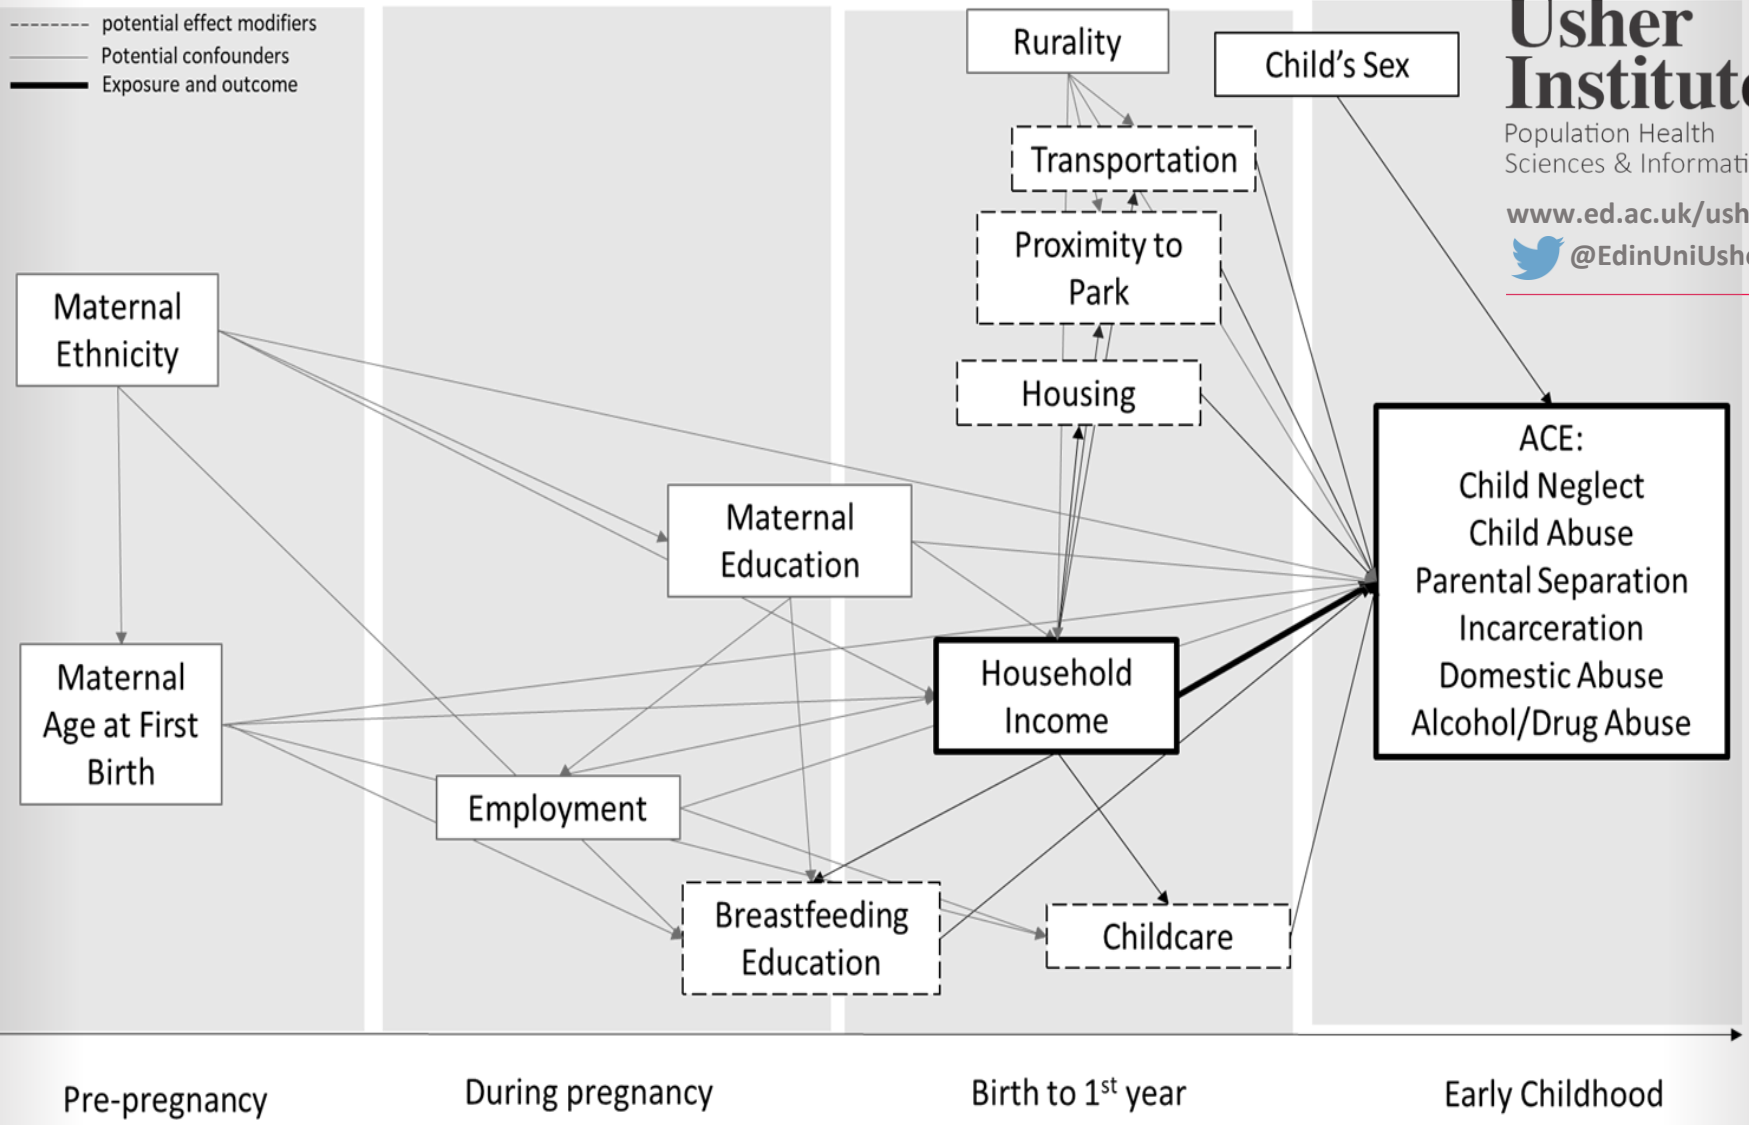 potential effect modifiers
Potential confounders
Exposure and outcome
Rurality
Child's Sex
Usher
Institute
Population Health
Sciences & Informati
www.ed.ac.uk/ush
@EdinUniUshe
Transportation
Proximity to
Park
Housing
Maternal
Ethnicity
Maternal
Education
Maternal
Age at First
Birth
Household
Income
Employment
Breastfeeding
Education
Childcare
ACE:
Child Neglect
Child Abuse
Parental Separation
Incarceration
Domestic Abuse
Alcohol/Drug Abuse
Pre-pregnancy
During pregnancy
Birth to 1st year
Early Childhood